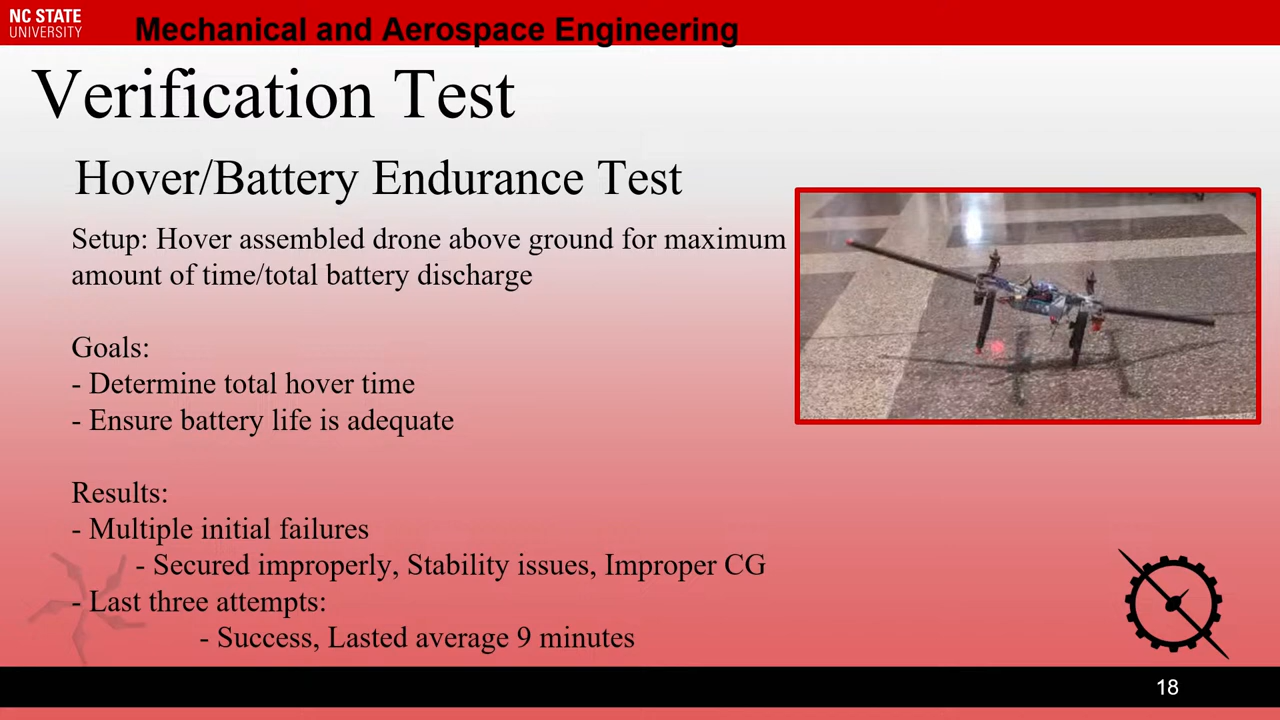 NC STATE
UNIVERSITY
Mechanical and Aerospace Engineering
Verification Test
Hover/Battery Endurance Test
Setup: Hover assembled drone above ground for maximum
amount of time/total battery discharge
Goals:
- Determine total hover time
- Ensure battery life is adequate
Results:
- Multiple initial failures
- Secured improperly, Stability issues, Improper CG
- Last three attempts:
- Success, Lasted average 9 minutes
18